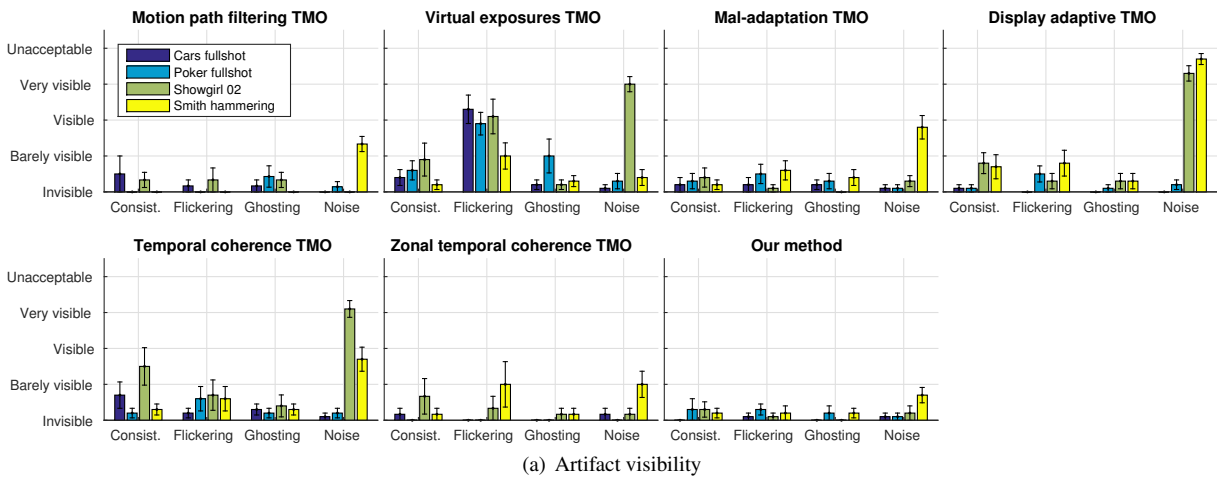 Motion path filtering TMO
Virtual exposures TMO
Mal-adaptation TMO
Display adaptive TMO
Unacceptable
Very visible
Visible
Barely visible
Invisible
Cars fullshot
Poker fullshot
Showgirl 02
Smith hammering
Consist. Flickering Ghosting Noise
Consist. Flickering Ghosting Noise
Consist. Flickering Ghosting Noise
Consist. Flickering Ghosting Noise
Temporal coherence TMO
Zonal temporal coherence TMO
Our method
Unacceptable
Very visible
Visible
Barely visible
Invisible
Consist. Flickering Ghosting Noise
Consist. Flickering Ghosting Noise
Consist. Flickering Ghosting Noise
(a) Artifact visibility